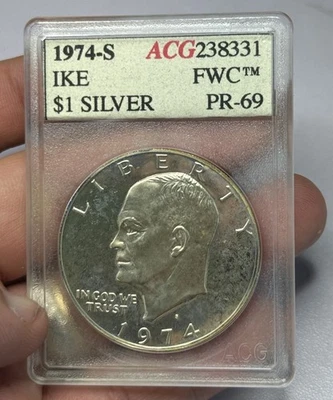 1974-S ACG238331
IKE FWC™
$1 SILVER PR-69
LIBERTY
IN GOD WE
TRUST
S
1974
ACG